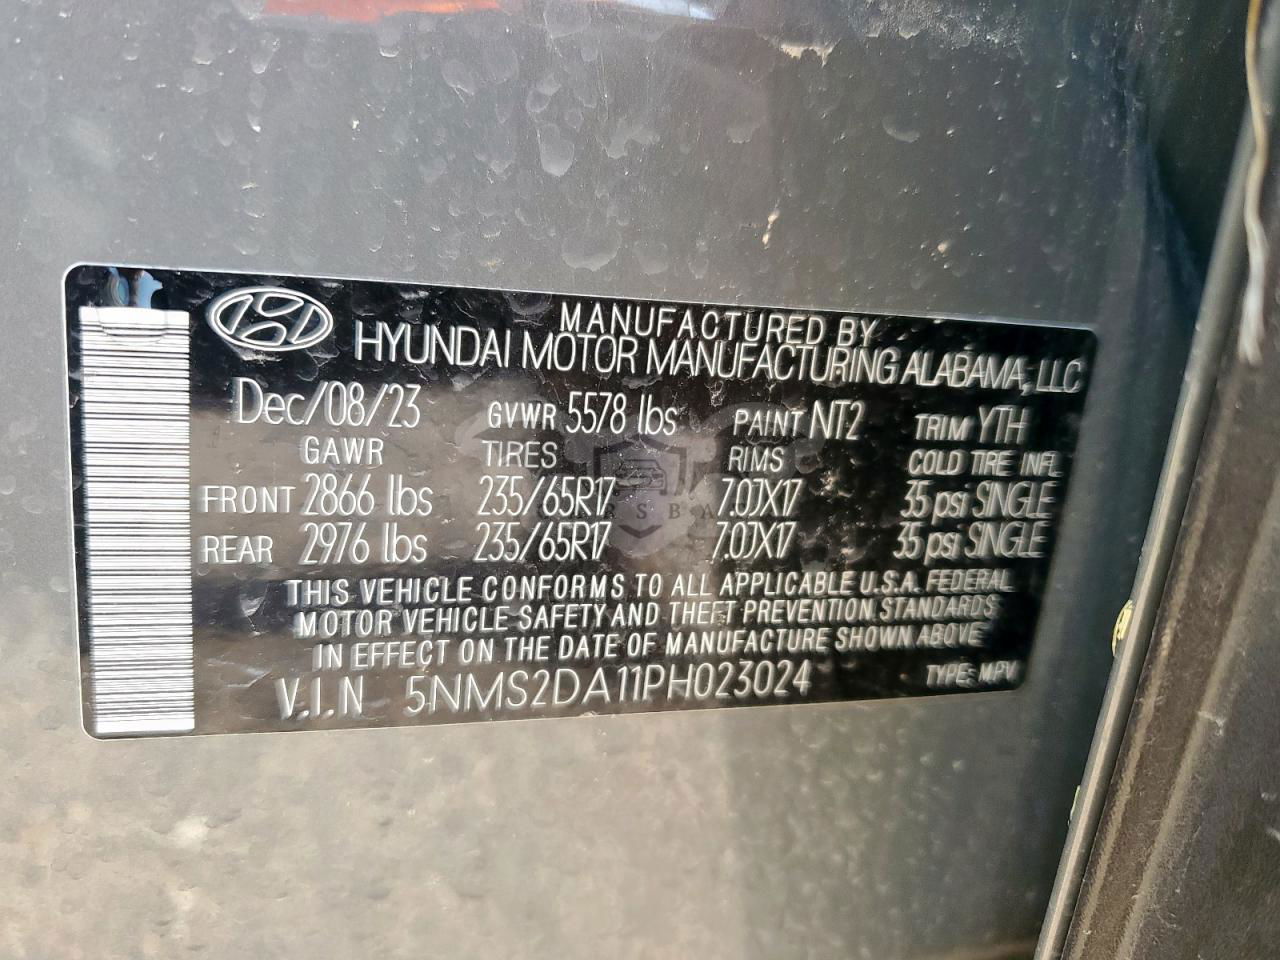 MANUFACTURED BY
HYUNDAI MOTOR MANUFACTURING ALABAMA, LLC
Dec/08/23 GVWR 5578 lbs PAINT NT2 TRIM YTH
GAWR TIRES RIMS COLD TIRE INFL
FRONT 2866 lbs 235/65R17 7.0JX17 35 psi SINGLE
REAR 2976 lbs 235/65R17 7.0JX17 35 psi SINGLE
THIS VEHICLE CONFORMS TO ALL APPLICABLE U.S.A. FEDERAL
MOTOR VEHICLE SAFETY AND THEFT PREVENTION STANDARDS
IN EFFECT ON THE DATE OF MANUFACTURE SHOWN ABOVE
V.I.N 5NMS2DA11PH023024 TYPE: MPV